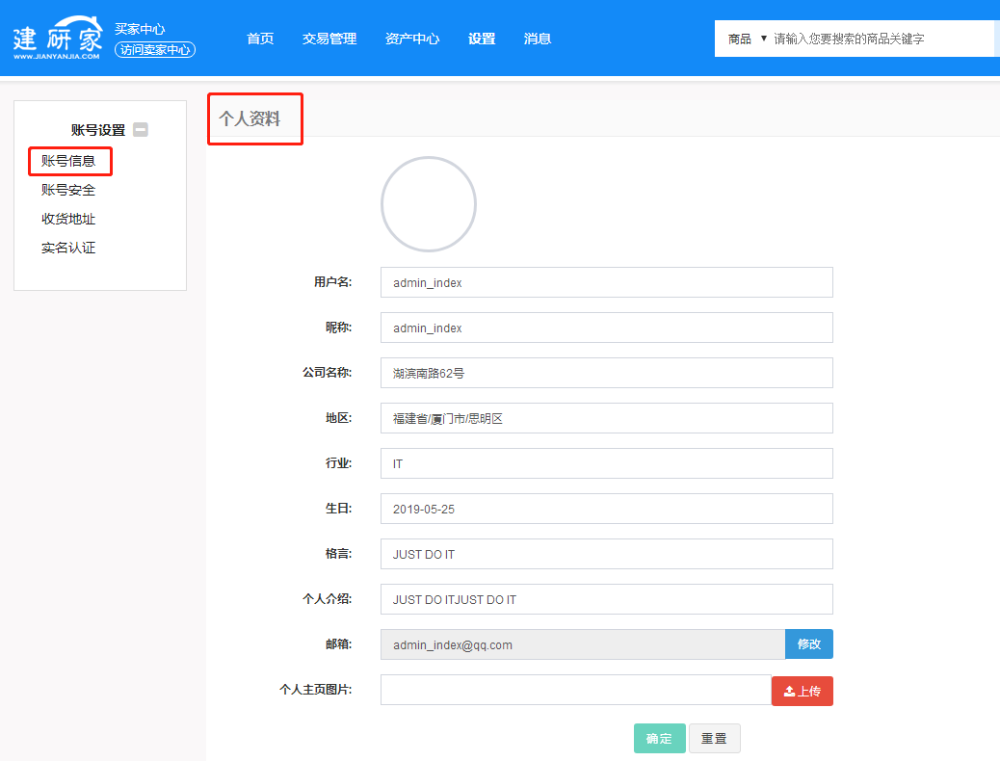 建研家
WWW.JIANYANJIA.COM
买家中心
访问卖家中心
首页 交易管理 资产中心 设置 消息
商品 ▼ 请输入您要搜索的商品关键字
账号设置
账号信息
账号安全
收货地址
实名认证
个人资料
用户名: admin_index
昵称: admin_index
公司名称: 湖滨南路62号
地区: 福建省/厦门市/思明区
行业: IT
生日: 2019-05-25
格言: JUST DO IT
个人介绍: JUST DO ITJUST DO IT
邮箱: admin_index@qq.com 修改
个人主页图片: 上传
确定 重置